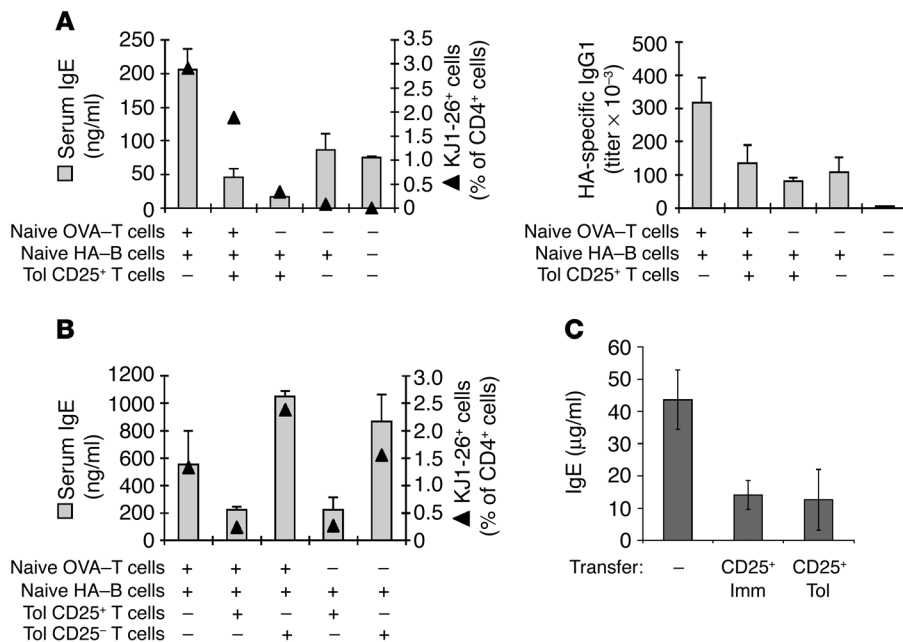 A
250
200
150
100
50
0
Serum IgE
(ng/ml)
3.5
3.0
2.5
2.0
1.5
1.0
0.5
0
▲ KJ1-26⁺ cells
(% of CD4⁺ cells)
Naive OVA–T cells + + – – –
Naive HA–B cells + + + + –
Tol CD25⁺ T cells – + + – –
500
400
300
200
100
0
HA-specific IgG1
(titer × 10⁻³)
Naive OVA–T cells + + – – –
Naive HA–B cells + + + + –
Tol CD25⁺ T cells – + + – –
B
1200
1000
800
600
400
200
0
Serum IgE
(ng/ml)
3.0
2.5
2.0
1.5
1.0
0.5
0
▲ KJ1-26⁺ cells
(% of CD4⁺ cells)
Naive OVA–T cells + + + – –
Naive HA–B cells + + + + +
Tol CD25⁺ T cells – + – + –
Tol CD25⁻ T cells – – + – +
C
60
50
40
30
20
10
0
IgE (μg/ml)
Transfer: – CD25⁺ CD25⁺
Imm Tol